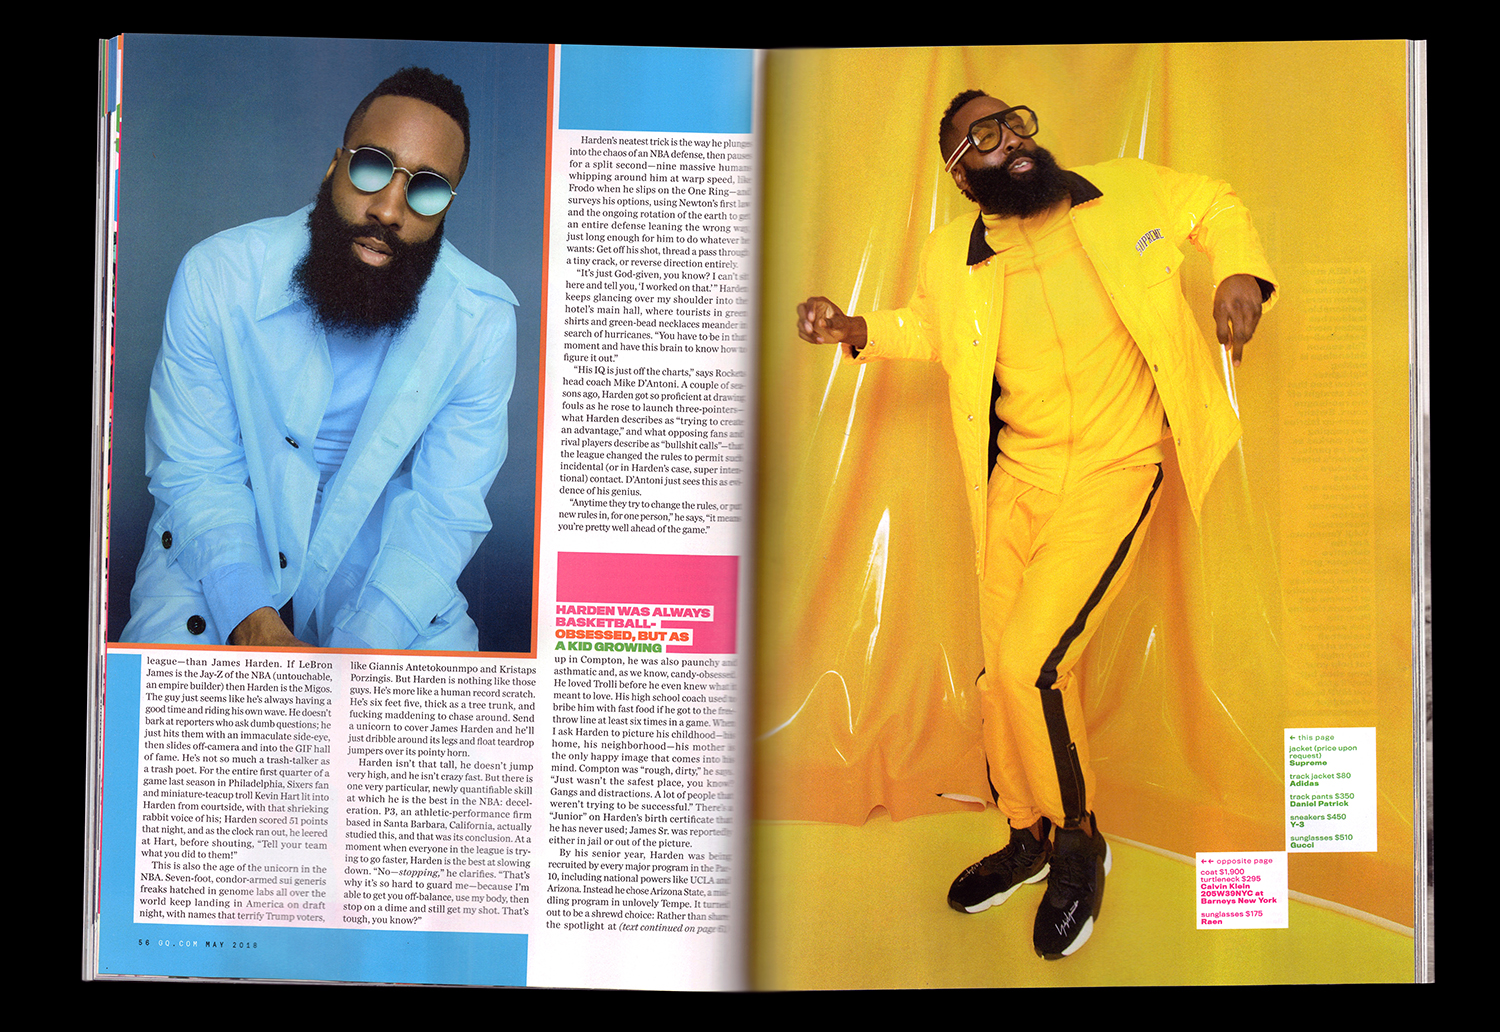 league—than James Harden. If LeBron
James is the Jay-Z of the NBA (untouchable,
an empire builder) then Harden is the Migos.
The guy just seems like he's always having a
good time and riding his own wave. He doesn't
bark at reporters who ask dumb questions; he
just hits them with an immaculate side-eye,
then slides off-camera and into the GIF hall
of fame. He's not so much a trash-talker as
a trash poet. For the entire first quarter of a
game last season in Philadelphia, Sixers fan
and miniature-teacup troll Kevin Hart lit into
Harden from courtside, with that shrieking
rabbit voice of his; Harden scored 51 points
that night, and as the clock ran out, he leered
at Hart, before shouting, “Tell your team
what you did to them!”
This is also the age of the unicorn in the
NBA. Seven-foot, condor-armed sui generis
freaks hatched in genome labs all over the
world keep landing in America on draft
night, with names that terrify Trump voters,
like Giannis Antetokounmpo and Kristaps
Porzingis. But Harden is nothing like those
guys. He's more like a human record scratch.
He's six feet five, thick as a tree trunk, and
fucking maddening to chase around. Send
a unicorn to cover James Harden and he'll
just dribble around its legs and float teardrop
jumpers over its pointy horn.
Harden isn't that tall, he doesn't jump
very high, and he isn't crazy fast. But there is
one very particular, newly quantifiable skill
at which he is the best in the NBA: decel-
eration. P3, an athletic-performance firm
based in Santa Barbara, California, actually
studied this, and that was its conclusion. At a
moment when everyone in the league is try-
ing to go faster, Harden is the best at slowing
down. “No—stopping,” he clarifies. “That's
why it's so hard to guard me—because I'm
able to get you off-balance, use my body, then
stop on a dime and still get my shot. That's
tough, you know?”
Harden's neatest trick is the way he plunges
into the chaos of an NBA defense, then pauses
for a split second—nine massive humans
whipping around him at warp speed, like
Frodo when he slips on the One Ring—and
surveys his options, using Newton's first law
and the ongoing rotation of the earth to get
an entire defense leaning the wrong way
just long enough for him to do whatever he
wants: Get off his shot, thread a pass through
a tiny crack, or reverse direction entirely.
“It's just God-given, you know? I can't sit
here and tell you, ‘I worked on that.’” Harden
keeps glancing over my shoulder into the
hotel's main hall, where tourists in green
shirts and green-bead necklaces meander in
search of hurricanes. “You have to be in that
moment and have this brain to know how to
figure it out.”
“His IQ is just off the charts,” says Rockets
head coach Mike D'Antoni. A couple of sea-
sons ago, Harden got so proficient at drawing
fouls as he rose to launch three-pointers—
what Harden describes as “trying to create
an advantage,” and what opposing fans and
rival players describe as “bullshit calls”—that
the league changed the rules to permit such
incidental (or in Harden's case, super inten-
tional) contact. D'Antoni just sees this as evi-
dence of his genius.
“Anytime they try to change the rules, or put
new rules in, for one person,” he says, “it means
you're pretty well ahead of the game.”
HARDEN WAS ALWAYS
BASKETBALL-
OBSESSED, BUT AS
A KID GROWING
up in Compton, he was also paunchy and
asthmatic and, as we know, candy-obsessed.
He loved Trolli before he even knew what it
meant to love. His high school coach used to
bribe him with fast food if he got to the free-
throw line at least six times in a game. When
I ask Harden to picture his childhood—his
home, his neighborhood—his mother is
the only happy image that comes into his
mind. Compton was “rough, dirty,” he says.
“Just wasn't the safest place, you know?
Gangs and distractions. A lot of people that
weren't trying to be successful.” There's a
“Junior” on Harden's birth certificate that
he has never used; James Sr. was reportedly
either in jail or out of the picture.
By his senior year, Harden was being
recruited by every major program in the Pac-
10, including national powers like UCLA and
Arizona. Instead he chose Arizona State, a mid-
dling program in unlovely Tempe. It turned
out to be a shrewd choice: Rather than share
the spotlight at (text continued on page
56 GQ.COM MAY 2018
SUPREME
← this page
jacket (price upon
request)
Supreme
track jacket $80
Adidas
track pants $350
Daniel Patrick
sneakers $450
Y-3
sunglasses $510
Gucci
←← opposite page
coat $1,900
turtleneck $295
Calvin Klein
205W39NYC at
Barneys New York
sunglasses $175
Raen